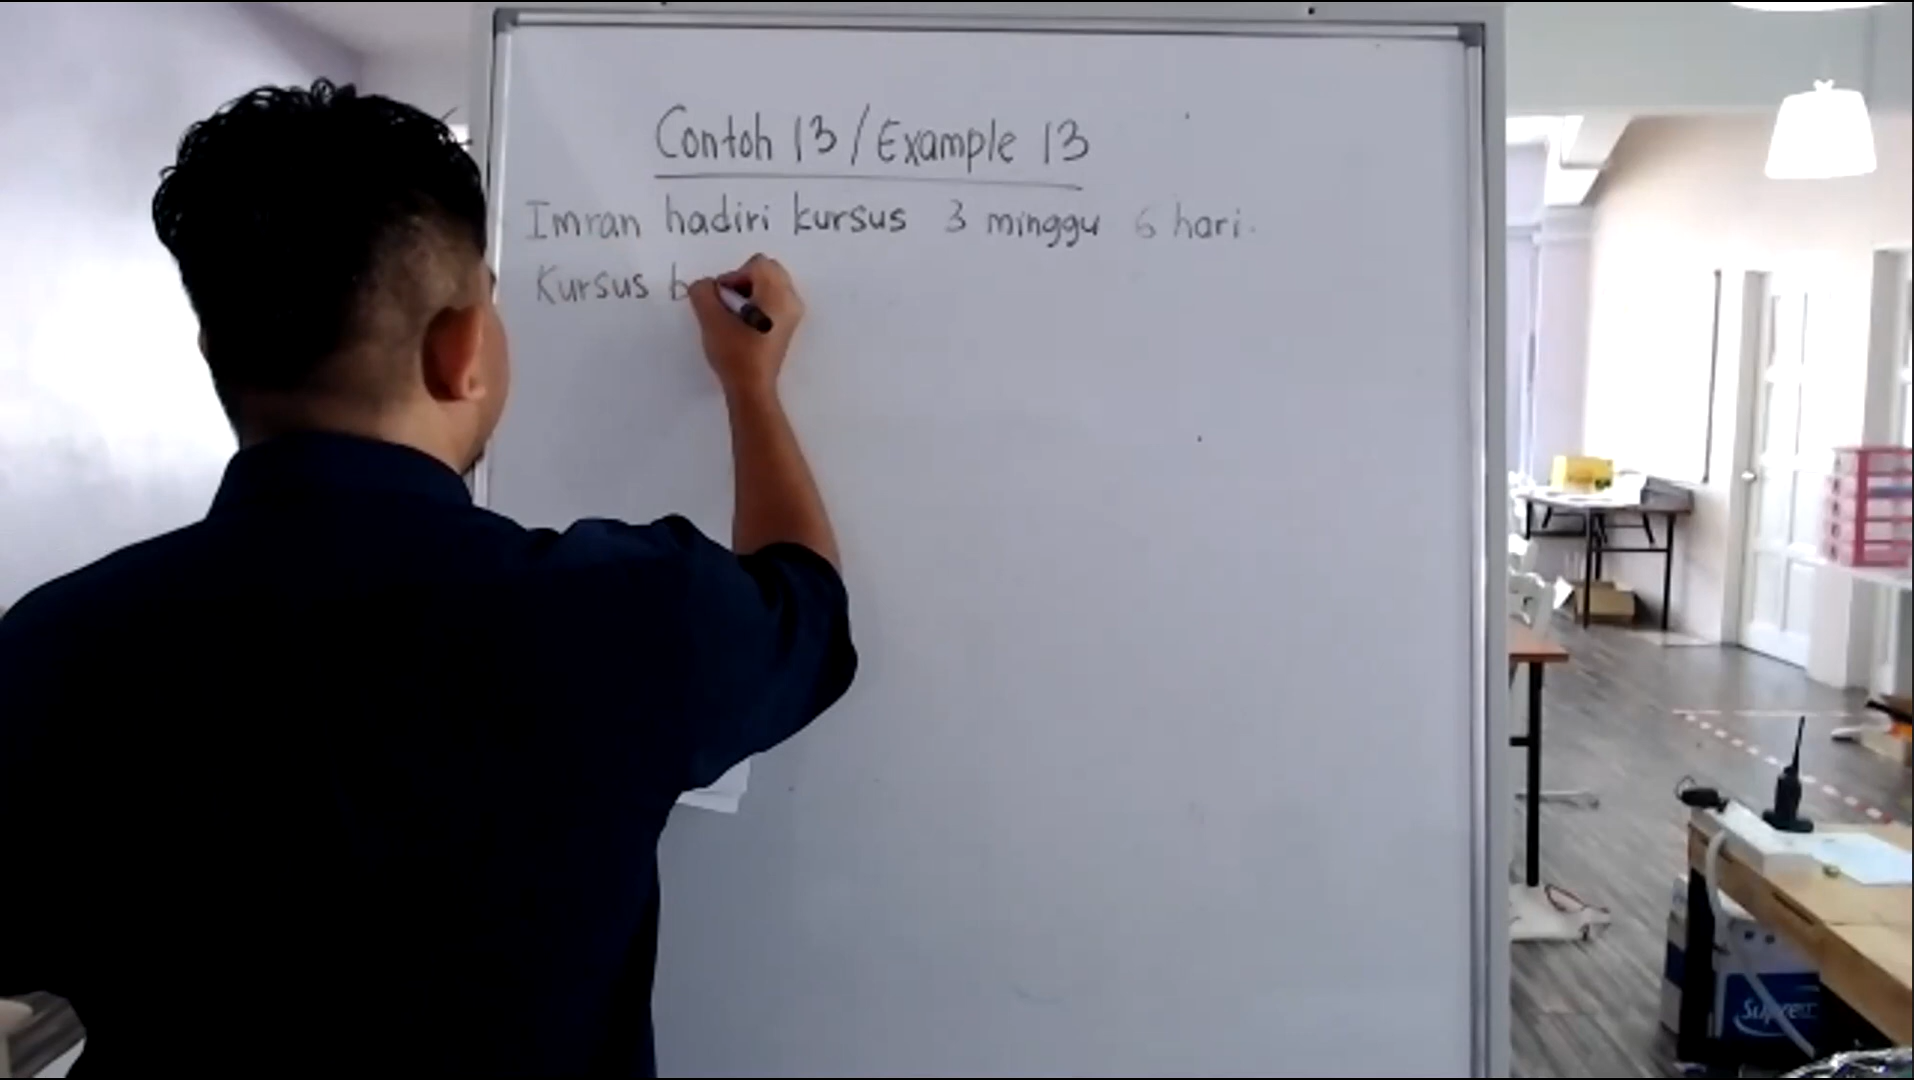 Contoh 13 / Example 13
Imran hadiri kursus 3 minggu 6 hari.
Kursus